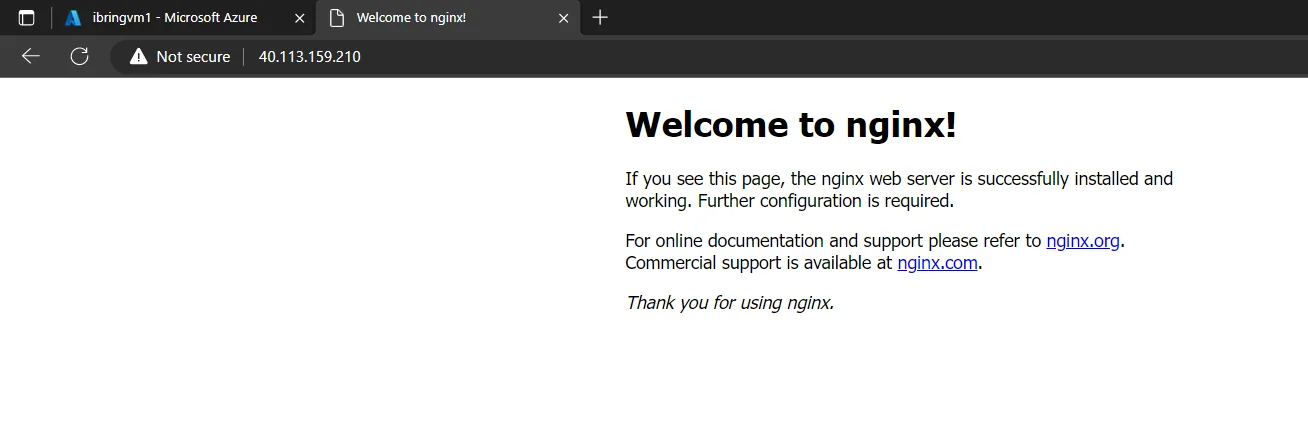 ibringvm1 - Microsoft Azure
Welcome to nginx!
Not secure
40.113.159.210
Welcome to nginx!
If you see this page, the nginx web server is successfully installed and
working. Further configuration is required.
For online documentation and support please refer to nginx.org.
Commercial support is available at nginx.com.
Thank you for using nginx.